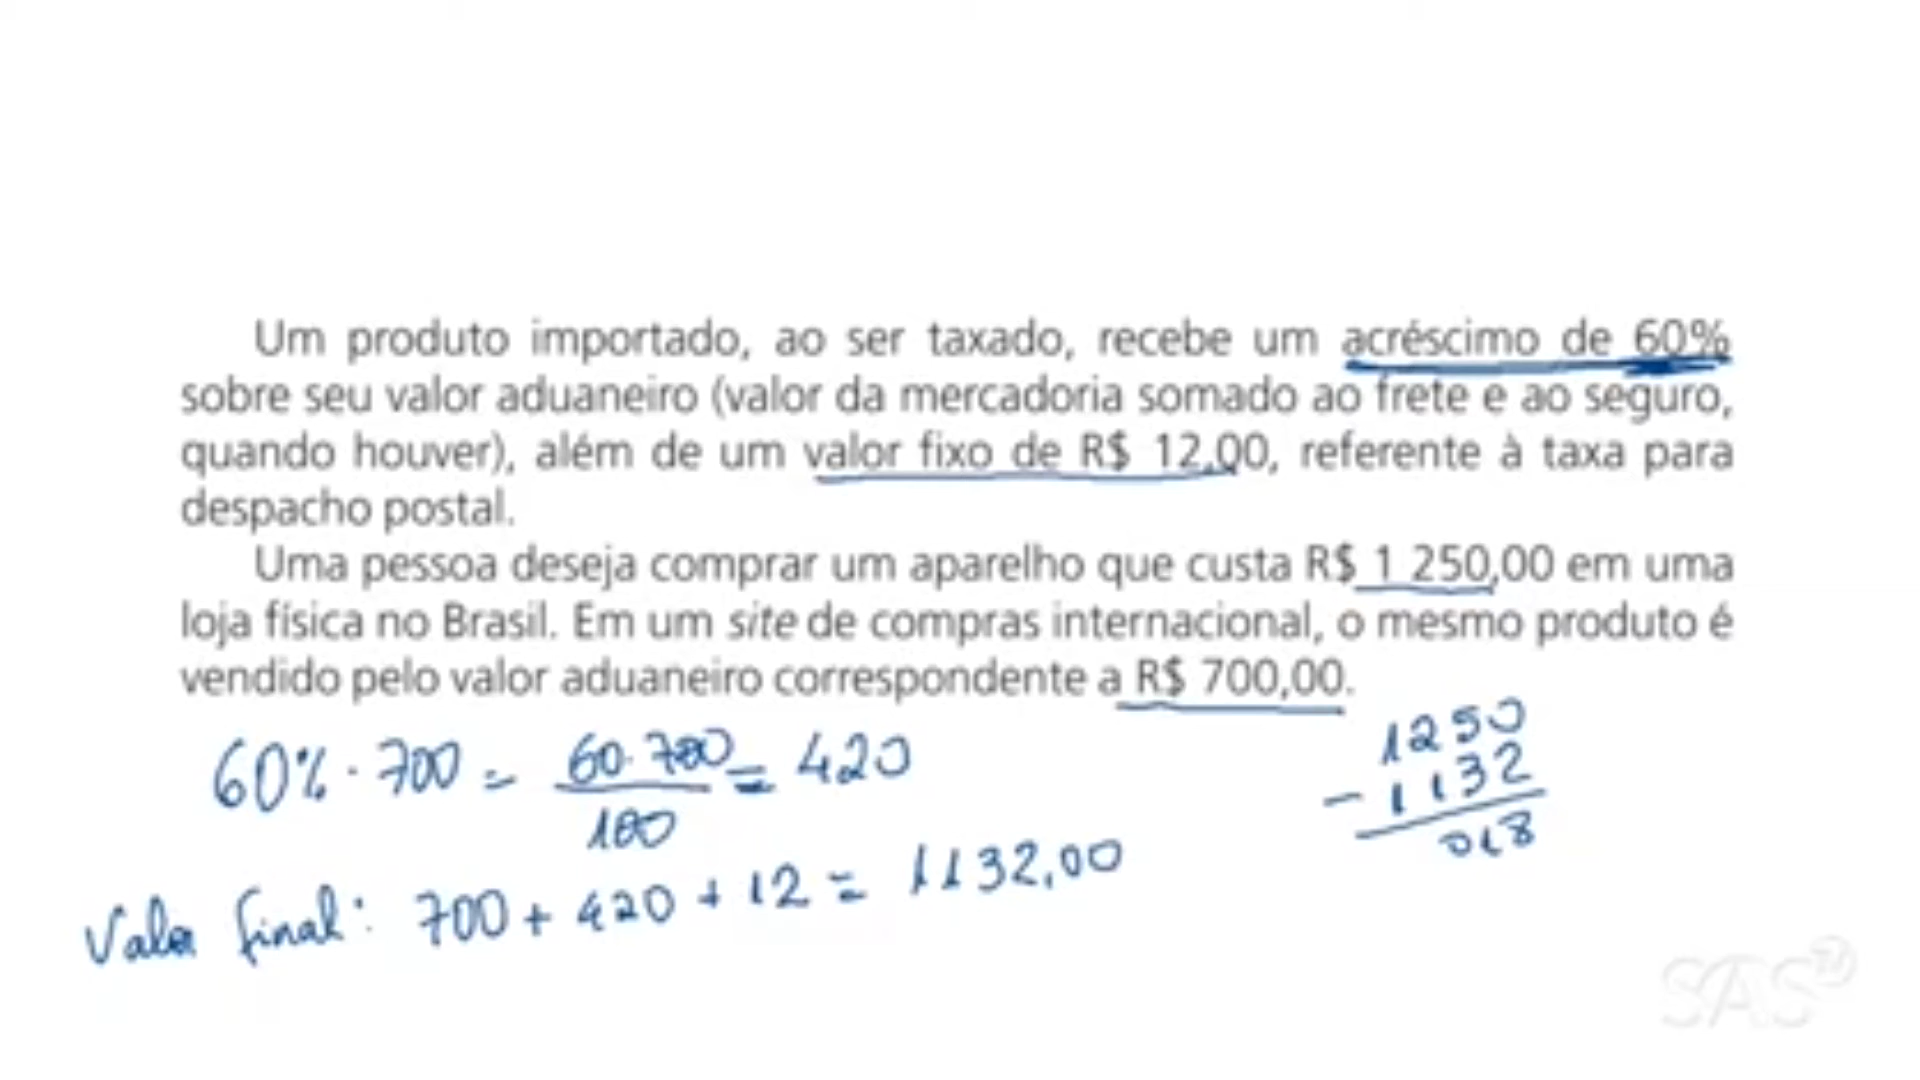 Um produto importado, ao ser taxado, recebe um acréscimo de 60%
sobre seu valor aduaneiro (valor da mercadoria somado ao frete e ao seguro,
quando houver), além de um valor fixo de R$ 12,00, referente à taxa para
despacho postal.
Uma pessoa deseja comprar um aparelho que custa R$ 1 250,00 em uma
loja física no Brasil. Em um site de compras internacional, o mesmo produto é
vendido pelo valor aduaneiro correspondente a R$ 700,00.
60% · 700 = 60·700 = 420
100
1250
- 1132
018
Valor final: 700 + 420 + 12 = 1132,00
SAS TV